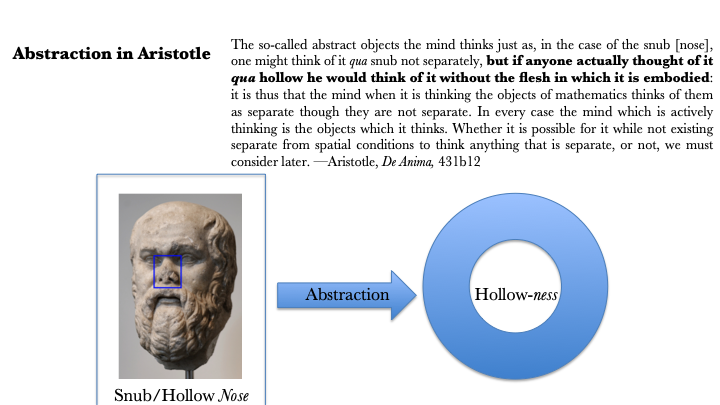 Abstraction in Aristotle
The so-called abstract objects the mind thinks just as, in the case of the snub [nose],
one might think of it qua snub not separately, but if anyone actually thought of it
qua hollow he would think of it without the flesh in which it is embodied:
it is thus that the mind when it is thinking the objects of mathematics thinks of them
as separate though they are not separate. In every case the mind which is actively
thinking is the objects which it thinks. Whether it is possible for it while not existing
separate from spatial conditions to think anything that is separate, or not, we must
consider later. —Aristotle, De Anima, 431b12
Abstraction
Hollow-ness
Snub/Hollow Nose